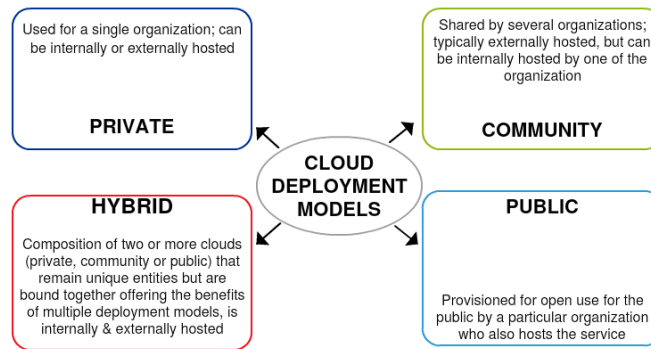 Used for a single organization; can
be internally or externally hosted
PRIVATE
Shared by several organizations;
typically externally hosted, but can
be internally hosted by one of the
organization
COMMUNITY
CLOUD
DEPLOYMENT
MODELS
HYBRID
Composition of two or more clouds
(private, community or public) that
remain unique entities but are
bound together offering the benefits
of multiple deployment models, is
internally & externally hosted
PUBLIC
Provisioned for open use for the
public by a particular organization
who also hosts the service